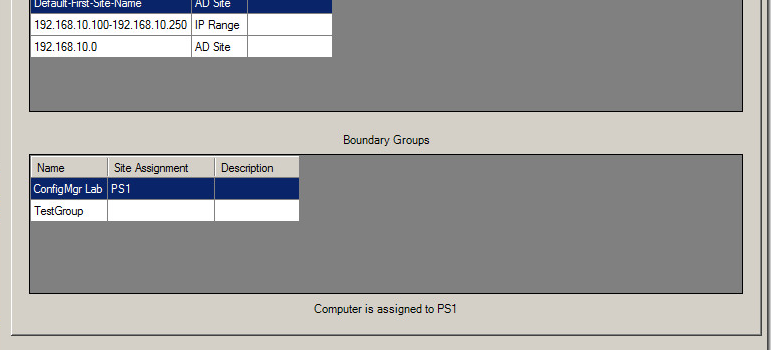 Default-First-Site-Name AD Site
192.168.10.100-192.168.10.250 IP Range
192.168.10.0 AD Site
Boundary Groups
Name Site Assignment Description
ConfigMgr Lab PS1
TestGroup
Computer is assigned to PS1